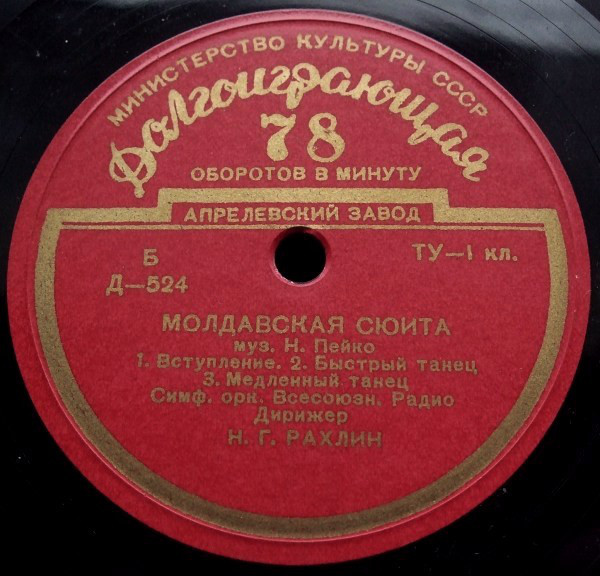 МИНИСТЕРСТВО КУЛЬТУРЫ СССР
Долгоиграющая
78
ОБОРОТОВ В МИНУТУ
АПРЕЛЕВСКИЙ ЗАВОД
Б
Д—524
ТУ—1 кл.
МОЛДАВСКАЯ СЮИТА
муз. Н. Пейко
1. Вступление. 2. Быстрый танец
3. Медленный танец
Симф. орк. Всесоюзн. Радио
Дирижер
Н. Г. РАХЛИН